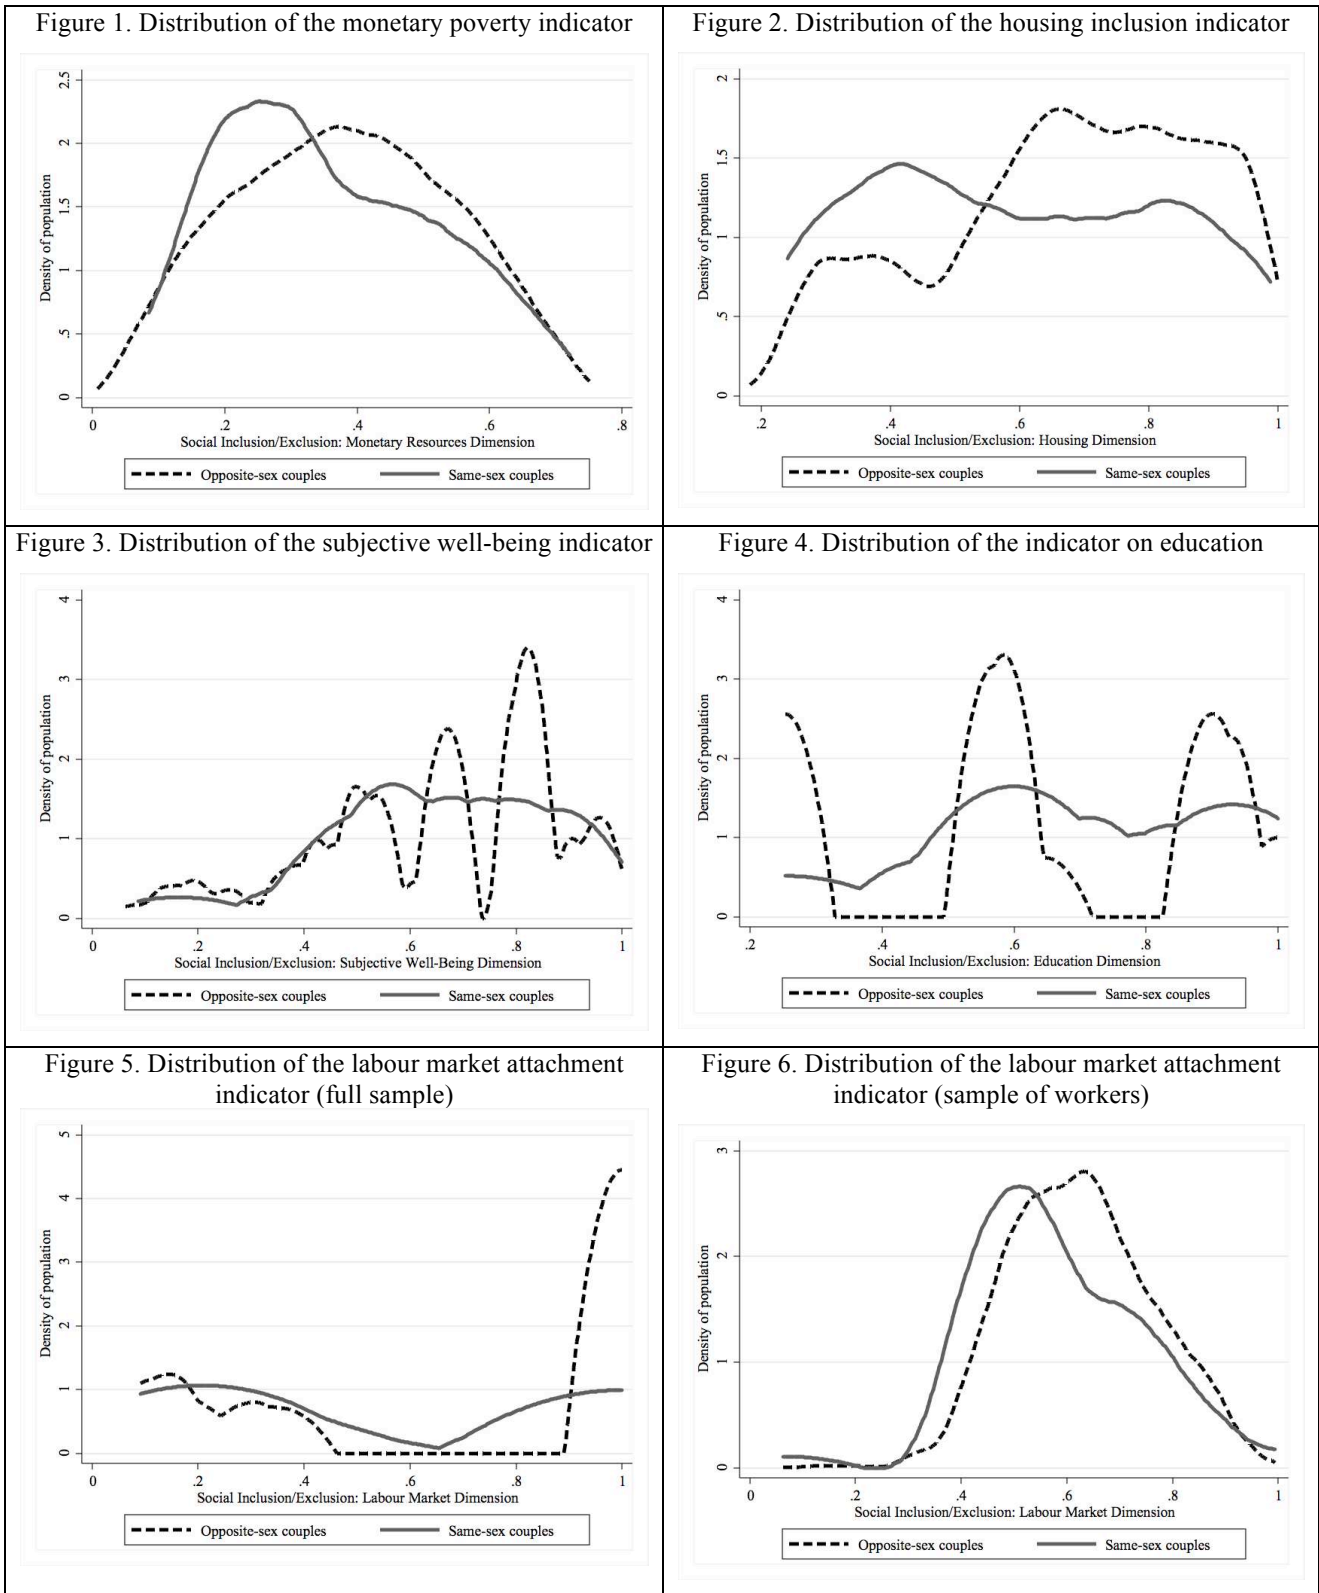 Figure 1. Distribution of the monetary poverty indicator
2.5
2
1.5
1
.5
0
Density of population
0 .2 .4 .6 .8
Social Inclusion/Exclusion: Monetary Resources Dimension
Opposite-sex couples Same-sex couples
Figure 2. Distribution of the housing inclusion indicator
2
1.5
1
.5
0
Density of population
.2 .4 .6 .8 1
Social Inclusion/Exclusion: Housing Dimension
Opposite-sex couples Same-sex couples
Figure 3. Distribution of the subjective well-being indicator
4
3
2
1
0
Density of population
0 .2 .4 .6 .8 1
Social Inclusion/Exclusion: Subjective Well-Being Dimension
Opposite-sex couples Same-sex couples
Figure 4. Distribution of the indicator on education
4
3
2
1
0
Density of population
.2 .4 .6 .8 1
Social Inclusion/Exclusion: Education Dimension
Opposite-sex couples Same-sex couples
Figure 5. Distribution of the labour market attachment
indicator (full sample)
5
4
3
2
1
0
Density of population
0 .2 .4 .6 .8 1
Social Inclusion/Exclusion: Labour Market Dimension
Opposite-sex couples Same-sex couples
Figure 6. Distribution of the labour market attachment
indicator (sample of workers)
3
2
1
0
Density of population
0 .2 .4 .6 .8 1
Social Inclusion/Exclusion: Labour Market Dimension
Opposite-sex couples Same-sex couples